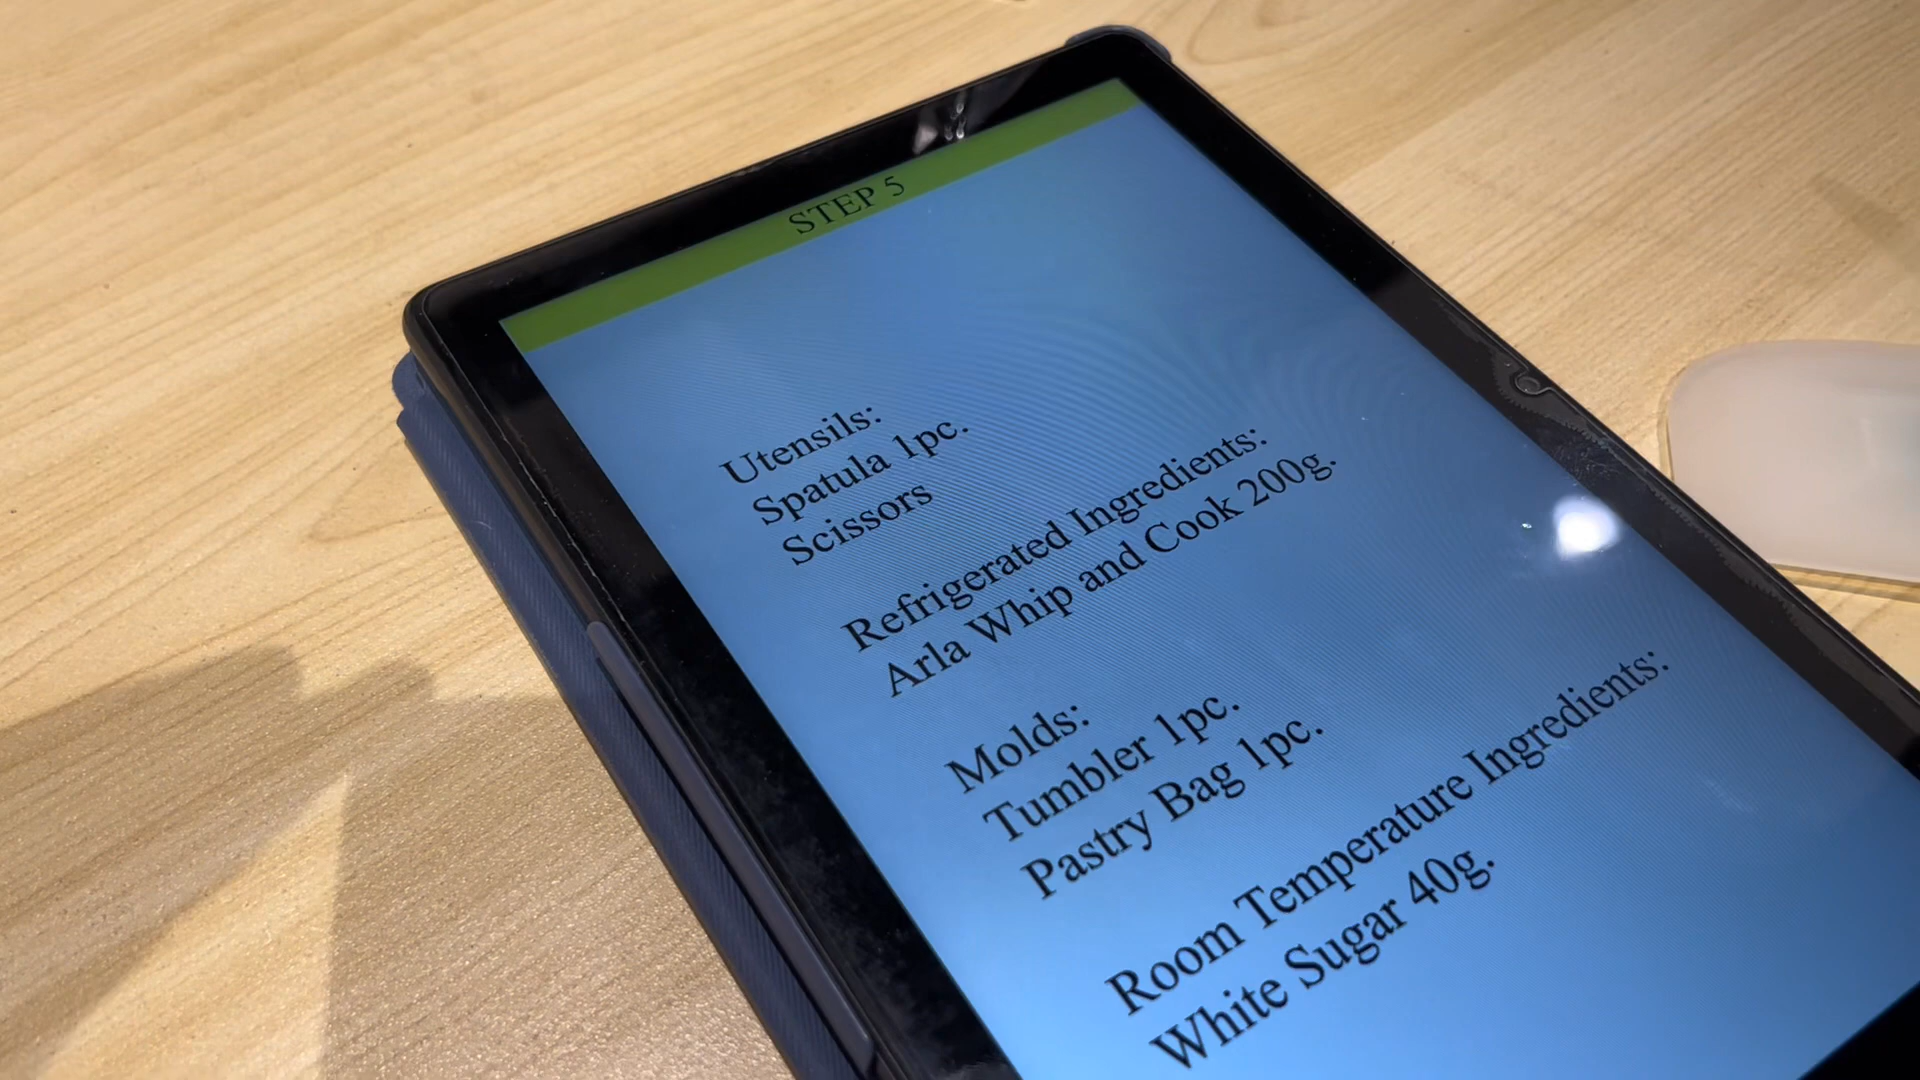 STEP 5
Utensils:
Spatula 1pc.
Scissors
Refrigerated Ingredients:
Arla Whip and Cook 200g.
Molds:
Tumbler 1pc.
Pastry Bag 1pc.
Room Temperature Ingredients:
White Sugar 40g.